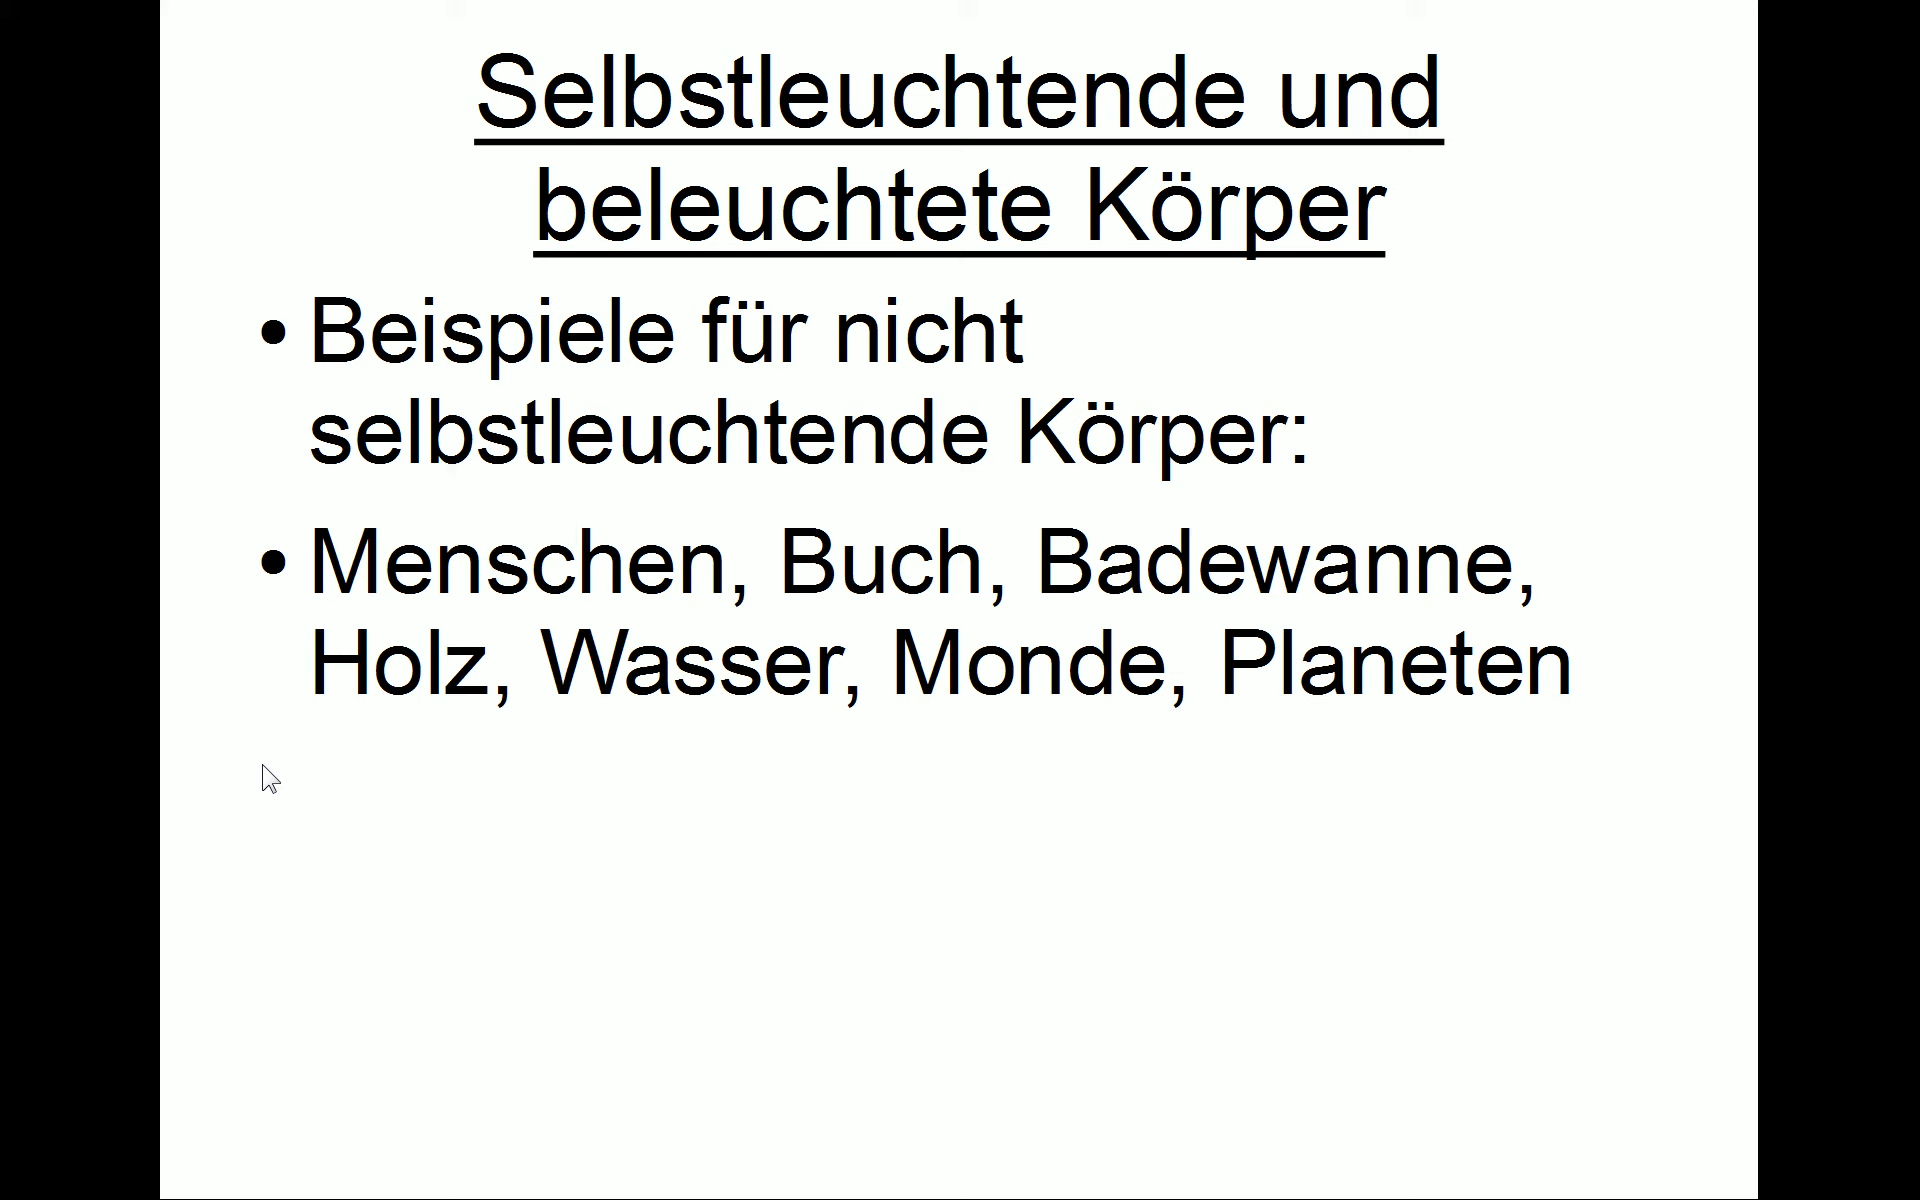 Selbstleuchtende und
beleuchtete Körper
• Beispiele für nicht
selbstleuchtende Körper:
• Menschen, Buch, Badewanne,
Holz, Wasser, Monde, Planeten